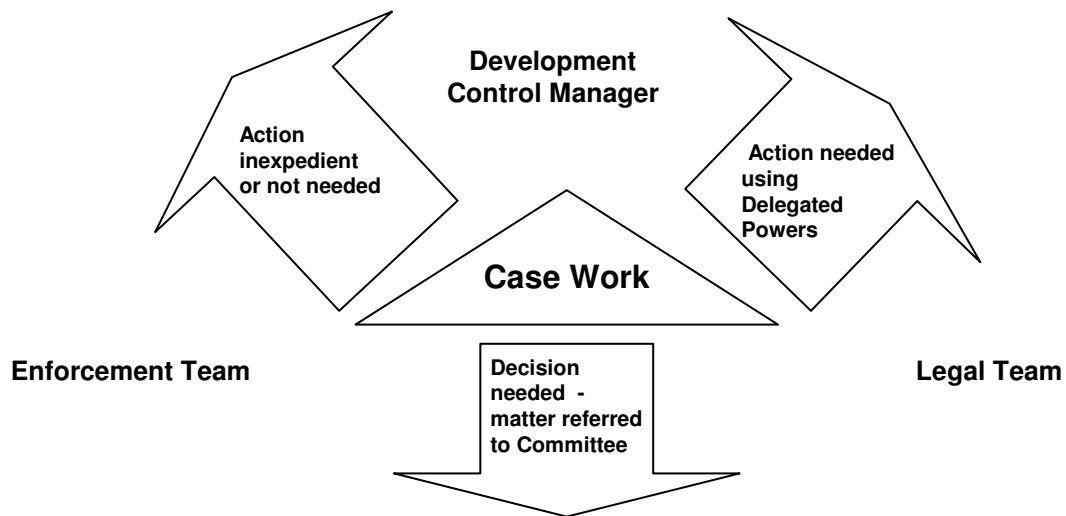 Development
Control Manager
Action
inexpedient
or not needed
Action needed
using
Delegated
Powers
Case Work
Enforcement Team
Legal Team
Decision
needed -
matter referred
to Committee